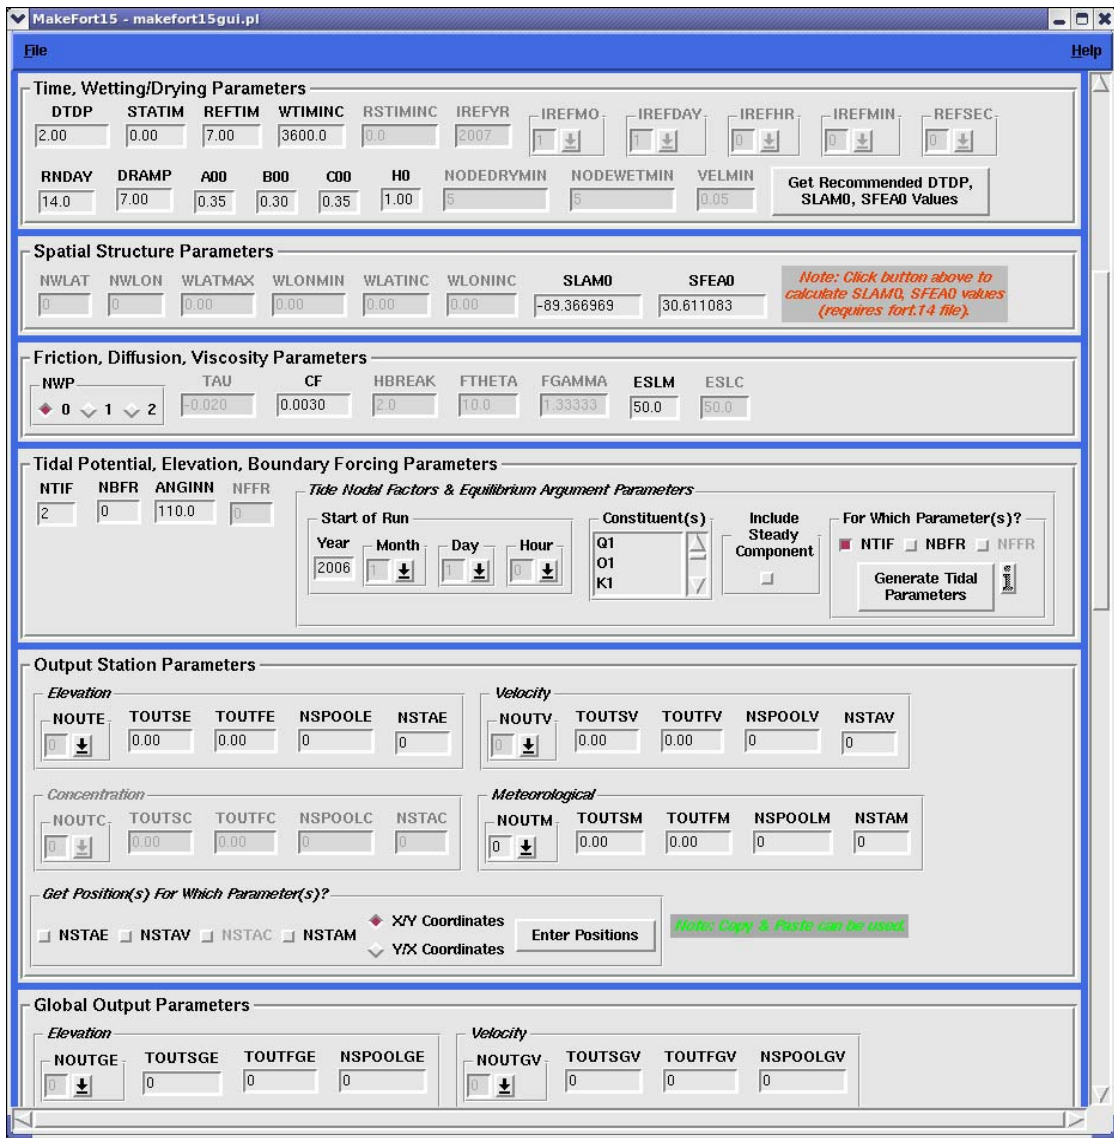 MakeFort15 - makefort15gui.pl
File Help
Time, Wetting/Drying Parameters
DTDP STATIM REFTIM WTIMINC RSTIMINC IREFYR IREFMO IREFDAY IREFHR IREFMIN REFSEC
2.00 0.00 7.00 3600.0 0.0 2007 1 1 0 0 0
RNDAY DRAMP A00 B00 C00 H0 NODEDRYMIN NODEWETMIN VELMIN Get Recommended DTDP,
SLAM0, SFEA0 Values
14.0 7.00 0.35 0.30 0.35 1.00 5 5 0.05
Spatial Structure Parameters
NWLAT NWLON WLATMAX WLONMIN WLATINC WLONINC SLAM0 SFEA0
0 0 0.00 0.00 0.00 0.00 -89.366969 30.611083
Note: Click button above to
calculate SLAM0, SFEA0 values
(requires fort.14 file).
Friction, Diffusion, Viscosity Parameters
NWP TAU CF HBREAK FTHETA FGAMMA ESLM ESLC
0 1 2 -0.020 0.0030 2.0 10.0 1.33333 50.0 50.0
Tidal Potential, Elevation, Boundary Forcing Parameters
NTIF NBFR ANGINN NFFR
2 0 110.0 0
Tide Nodal Factors & Equilibrium Argument Parameters
Start of Run
Year Month Day Hour
2006 1 1 0
Constituent(s)
Q1
O1
K1
Include
Steady
Component
For Which Parameter(s)?
NTIF NBFR NFFR
Generate Tidal
Parameters
Output Station Parameters
Elevation
NOUTE TOUTSE TOUTFE NSPOOLE NSTAE
0 0.00 0.00 0 0
Velocity
NOUTV TOUTSV TOUTFV NSPOOLV NSTAV
0 0.00 0.00 0 0
Concentration
NOUTC TOUTSC TOUTFC NSPOOLC NSTAC
0 0.00 0.00 0 0
Meteorological
NOUTM TOUTSM TOUTFM NSPOOLM NSTAM
0 0.00 0.00 0 0
Get Position(s) For Which Parameter(s)?
NSTAE NSTAV NSTAC NSTAM
X/Y Coordinates
Y/X Coordinates
Enter Positions
Note: Copy & Paste can be used.
Global Output Parameters
Elevation
NOUTGE TOUTSGE TOUTFGE NSPOOLGE
0 0 0 0
Velocity
NOUTGV TOUTSGV TOUTFGV NSPOOLGV
0 0 0 0